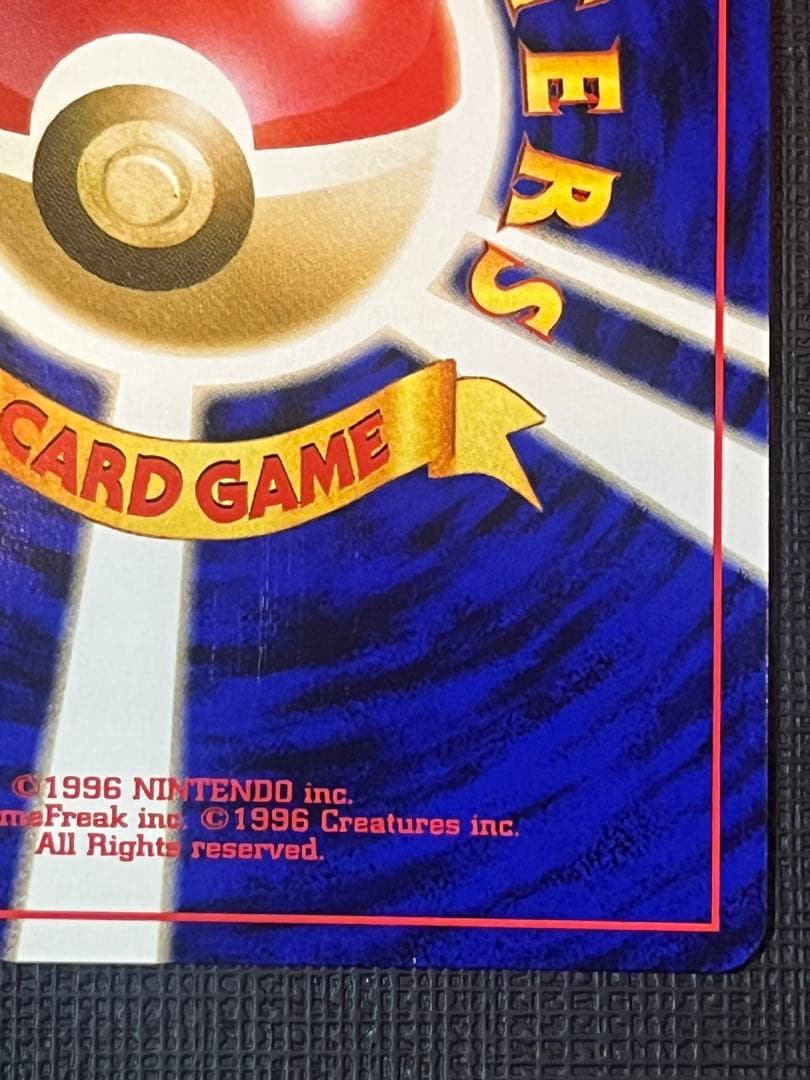 ERS
CARD GAME
©1996 NINTENDO inc.
meFreak inc. ©1996 Creatures inc.
All Rights reserved.